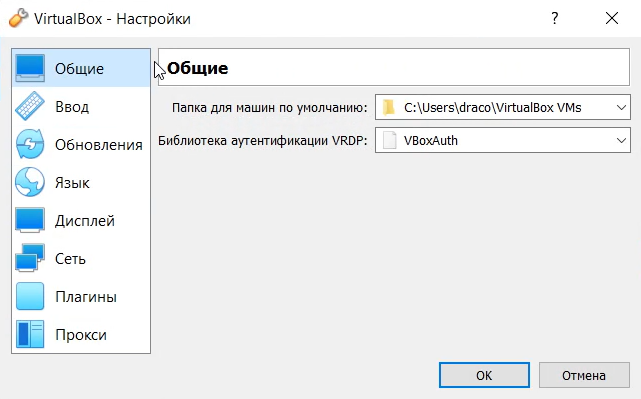 VirtualBox - Настройки
?
Общие
Ввод
Обновления
Язык
Дисплей
Сеть
Плагины
Прокси
Общие
Папка для машин по умолчанию: C:\Users\draco\VirtualBox VMs
Библиотека аутентификации VRDP: VBoxAuth
OK Отмена